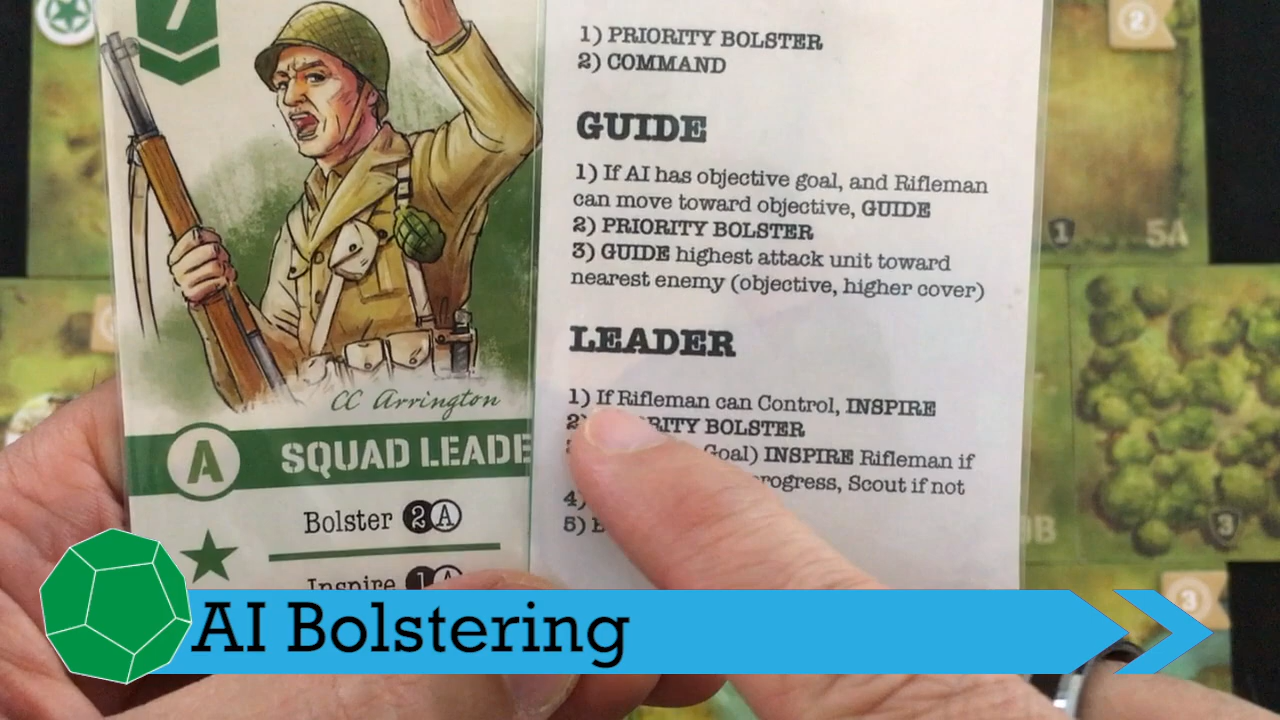 7
CC Arrington
A SQUAD LEADE
Bolster 2 A
Inspire 1 A
1) PRIORITY BOLSTER
2) COMMAND
GUIDE
1) If AI has objective goal, and Rifleman
can move toward objective, GUIDE
2) PRIORITY BOLSTER
3) GUIDE highest attack unit toward
nearest enemy (objective, higher cover)
LEADER
1) If Rifleman can Control, INSPIRE
2) BOLSTER
Goal) INSPIRE Rifleman if
Scout if not
4)
5)
2
1 5A
3
3
AI Bolstering